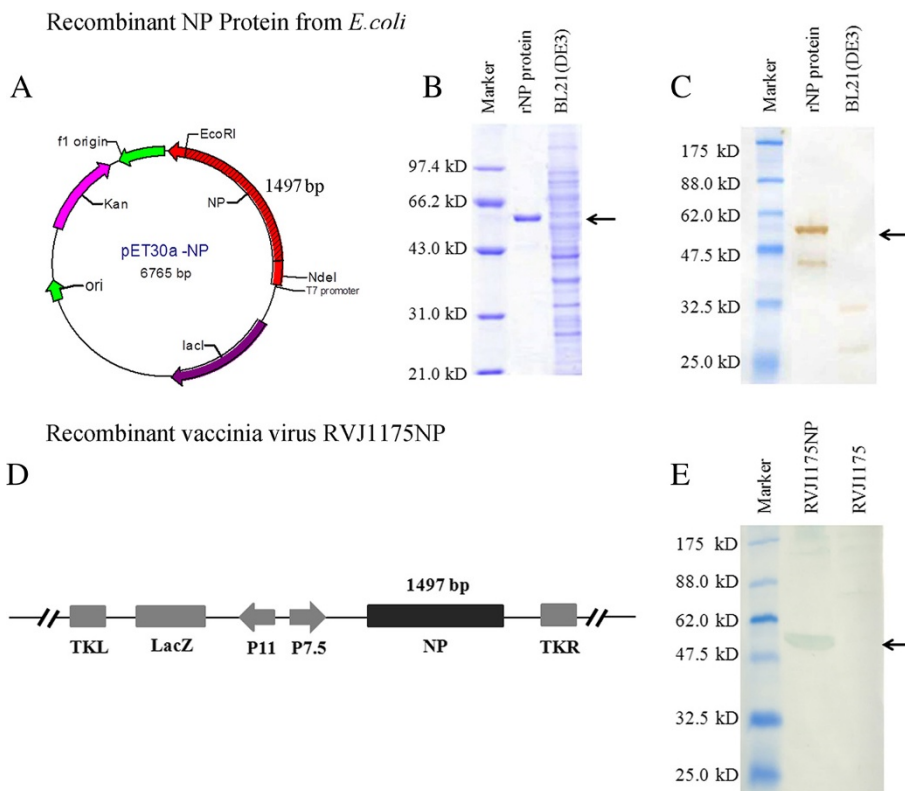 Recombinant NP Protein from E.coli
A
f1 origin
EcoRI
1497 bp
Kan
NP
pET30a -NP
6765 bp
ori
NdeI
T7 promoter
lacI
B
Marker
rNP protein
BL21(DE3)
97.4 kD
66.2 kD
43.0 kD
31.0 kD
21.0 kD
C
Marker
rNP protein
BL21(DE3)
175 kD
88.0 kD
62.0 kD
47.5 kD
32.5 kD
25.0 kD
Recombinant vaccinia virus RVJ1175NP
D
1497 bp
TKL
LacZ
P11
P7.5
NP
TKR
E
Marker
RVJ1175NP
RVJ1175
175 kD
88.0 kD
62.0 kD
47.5 kD
32.5 kD
25.0 kD